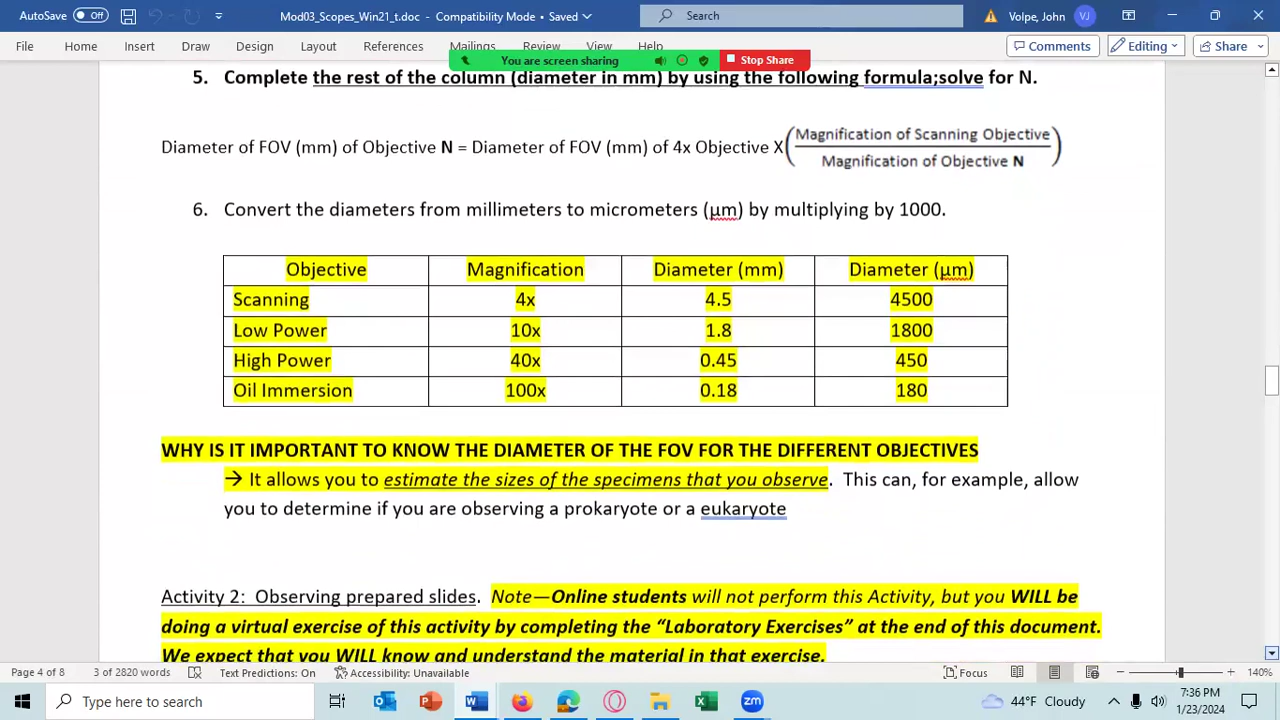 AutoSave Off Mod03_Scopes_Win21_t.doc - Compatibility Mode • Saved Search Volpe, John VJ
File Home Insert Draw Design Layout References Mailings Review View Help Comments Editing Share
You are screen sharing Stop Share
5. Complete the rest of the column (diameter in mm) by using the following formula;solve for N.
Diameter of FOV (mm) of Objective N = Diameter of FOV (mm) of 4x Objective X (Magnification of Scanning Objective
Magnification of Objective N)
6. Convert the diameters from millimeters to micrometers (µm) by multiplying by 1000.
Objective Magnification Diameter (mm) Diameter (µm)
Scanning 4x 4.5 4500
Low Power 10x 1.8 1800
High Power 40x 0.45 450
Oil Immersion 100x 0.18 180
WHY IS IT IMPORTANT TO KNOW THE DIAMETER OF THE FOV FOR THE DIFFERENT OBJECTIVES
→ It allows you to estimate the sizes of the specimens that you observe. This can, for example, allow
you to determine if you are observing a prokaryote or a eukaryote
Activity 2: Observing prepared slides. Note—Online students will not perform this Activity, but you WILL be
doing a virtual exercise of this activity by completing the “Laboratory Exercises” at the end of this document.
We expect that you WILL know and understand the material in that exercise.
Page 4 of 8 3 of 2820 words Text Predictions: On Accessibility: Unavailable Focus 140%
Type here to search 44°F Cloudy 7:36 PM
1/23/2024